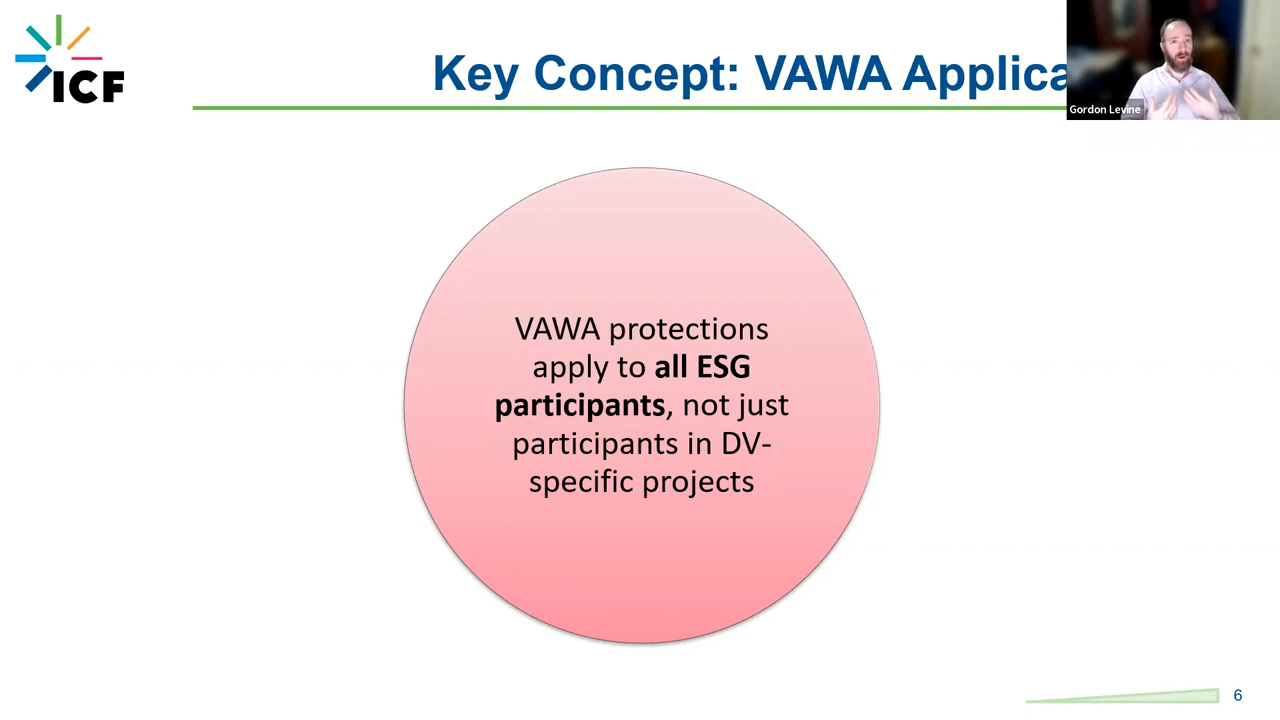 ICF
Key Concept: VAWA Applica
Gordon Levine
VAWA protections
apply to all ESG
participants, not just
participants in DV-
specific projects
6